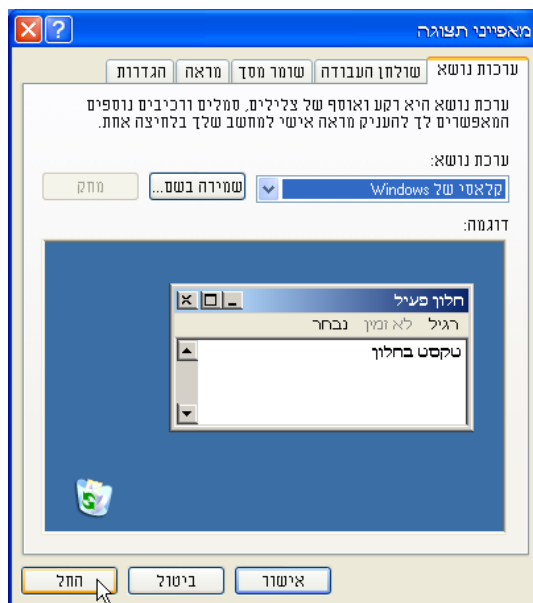 מאפייני תצוגה
ערכות נושא שולחן העבודה שומר מסך מראה הגדרות
ערכת נושא היא רקע ואוסף של צלילים, סמלים ורכיבים נוספים
המאפשרים לך להעניק מראה אישי למחשב שלך בלחיצה אחת.
ערכת נושא:
קלאסי של Windows שמירה בשם... מחק
דוגמה:
חלון פעיל
רגיל לא זמין נבחר
טקסט בחלון
אישור ביטול החל